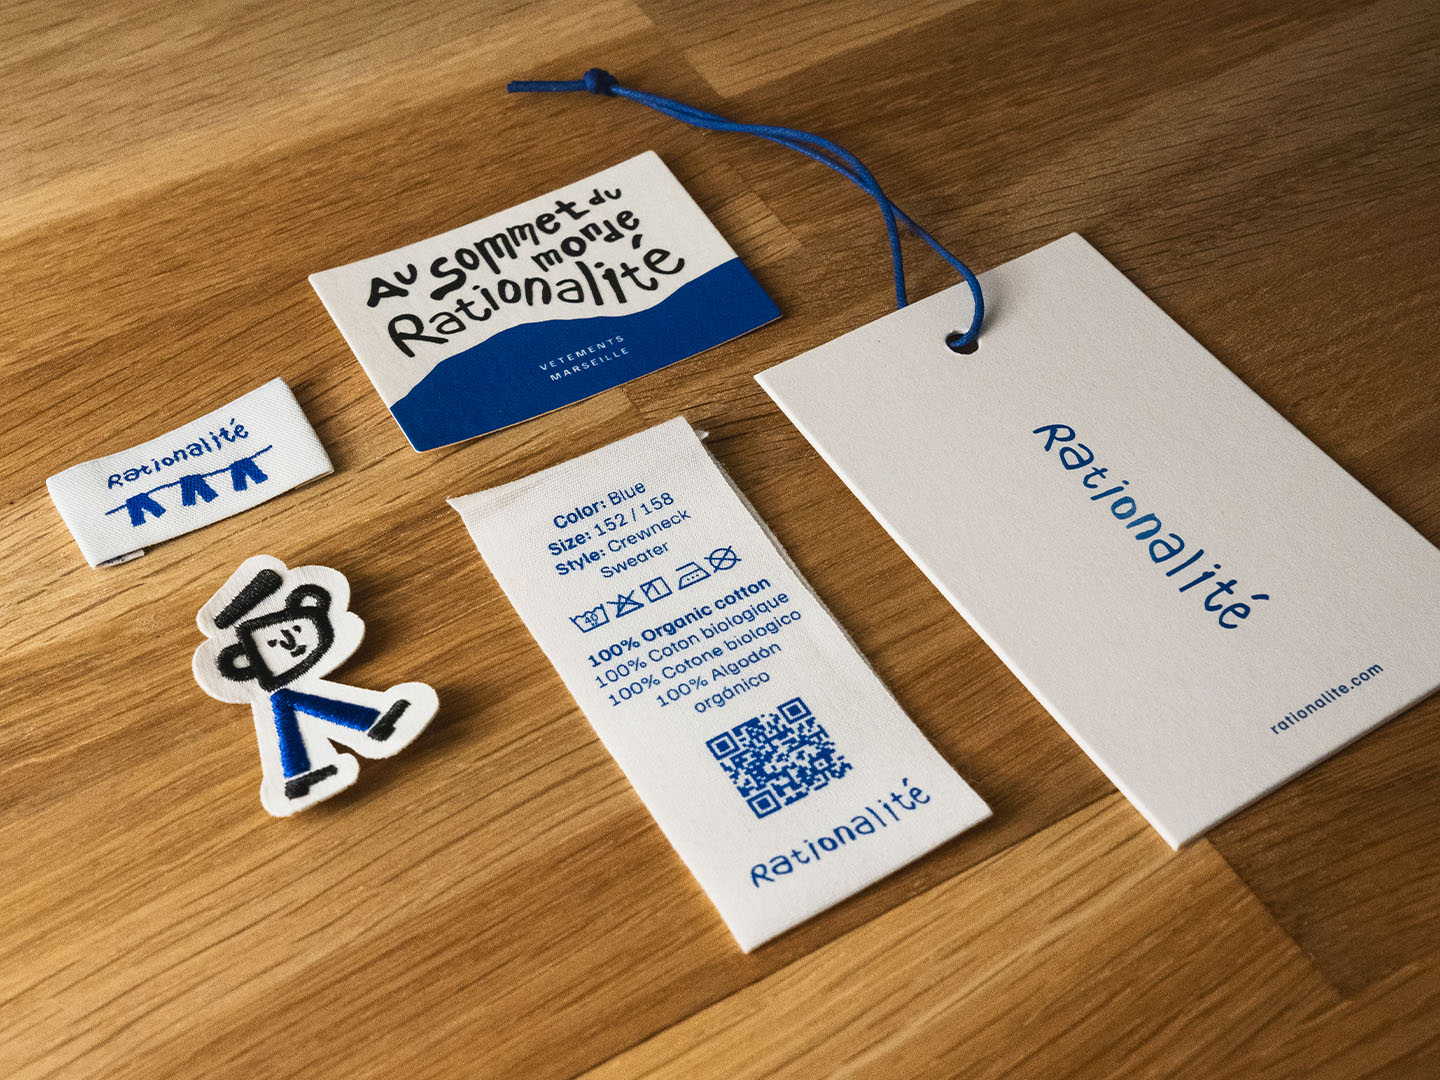 Au sommet du
monde
Rationalité
VETEMENTS
MARSEILLE
Rationalité
Color: Blue
Size: 152 / 158
Style: Crewneck
Sweater
40
100% Organic cotton
100% Coton biologique
100% Cotone biologico
100% Algodón
orgánico
Rationalité
Rationalité
rationalite.com